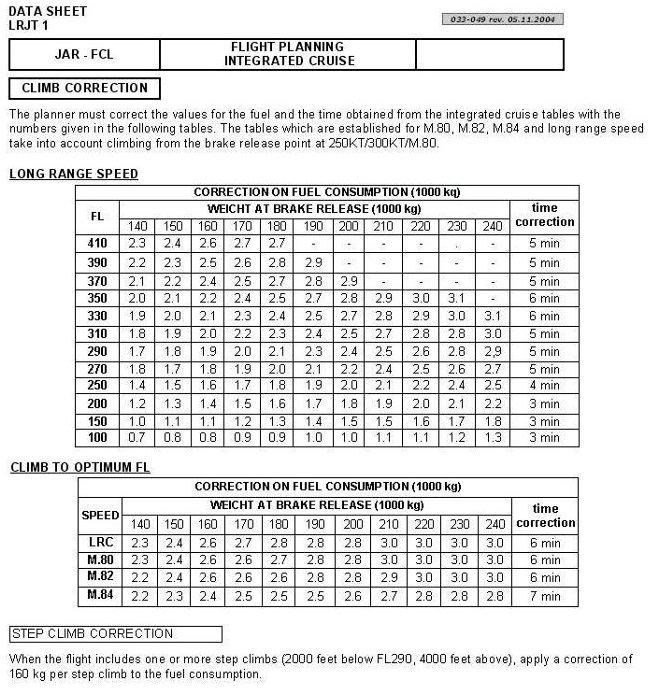 DATA SHEET
LRJT 1
033-049 rev. 05.11.2004
JAR - FCL
FLIGHT PLANNING
INTEGRATED CRUISE
CLIMB CORRECTION
The planner must correct the values for the fuel and the time obtained from the integrated cruise tables with the
numbers given in the following tables. The tables which are established for M.80, M.82, M.84 and long range speed
take into account climbing from the brake release point at 250KT/300KT/M.80.
LONG RANGE SPEED
CORRECTION ON FUEL CONSUMPTION (1000 kq)
FL WEICHT AT BRAKE RELEASE (1000 kg) time correction
140 150 160 170 180 190 200 210 220 230 240
410 2.3 2.4 2.6 2.7 2.7 - - - - . - 5 min
390 2.2 2.3 2.5 2.6 2.8 2.9 - - - - - 5 min
370 2.1 2.2 2.4 2.5 2.7 2.8 2.9 - - - - 5 min
350 2.0 2.1 2.2 2.4 2.5 2.7 2.8 2.9 3.0 3.1 - 6 min
330 1.9 2.0 2.1 2.3 2.4 2.5 2.7 2.8 2.9 3.0 3.1 6 min
310 1.8 1.9 2.0 2.2 2.3 2.4 2.5 2.7 2.8 2.8 3.0 5 min
290 1.7 1.8 1.9 2.0 2.1 2.3 2.4 2.5 2.6 2.8 2,9 5 min
270 1.8 1.7 1.8 1.9 2.0 2.1 2.2 2.4 2.5 2.6 2.7 5 min
250 1.4 1.5 1.6 1.7 1.8 1.9 2.0 2.1 2.2 2.4 2.5 4 min
200 1.2 1.3 1.4 1.5 1.6 1.7 1.8 1.9 2.0 2.1 2.2 3 min
150 1.0 1.1 1.1 1.2 1.3 1.4 1.5 1.5 1.6 1.7 1.8 3 min
100 0.7 0.8 0.8 0.9 0.9 1.0 1.0 1.1 1.1 1.2 1.3 3 min
CLIMB TO OPTIMUM FL
CORRECTION ON FUEL CONSUMPTION (1000 kg)
SPEED WEICHT AT BRAKE RELEASE (1000 kg) time correction
140 150 160 170 180 190 200 210 220 230 240
LRC 2.3 2.4 2.6 2.7 2.8 2.8 2.8 3.0 3.0 3.0 3.0 6 min
M.80 2.3 2.4 2.6 2.6 2.7 2.8 2.8 3.0 3.0 3.0 3.0 6 min
M.82 2.2 2.4 2.6 2.6 2.6 2.8 2.8 2.9 3.0 3.0 3.0 6 min
M.84 2.2 2.3 2.4 2.5 2.5 2.5 2.6 2.7 2.8 2.8 2.8 7 min
STEP CLIMB CORRECTION
When the flight includes one or more step climbs (2000 feet below FL290, 4000 feet above), apply a correction of
160 kg per step climb to the fuel consumption.